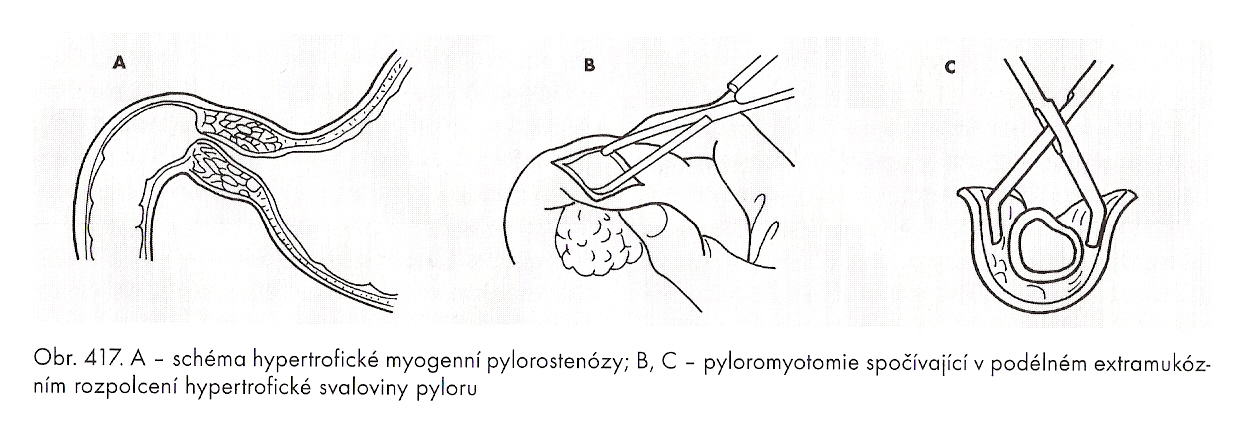 A B C
Obr. 417. A – schéma hypertrofické myogenní pylorostenózy; B, C – pyloromyotomie spočívající v podélném extramukóz-
ním rozpolcení hypertrofické svaloviny pyloru